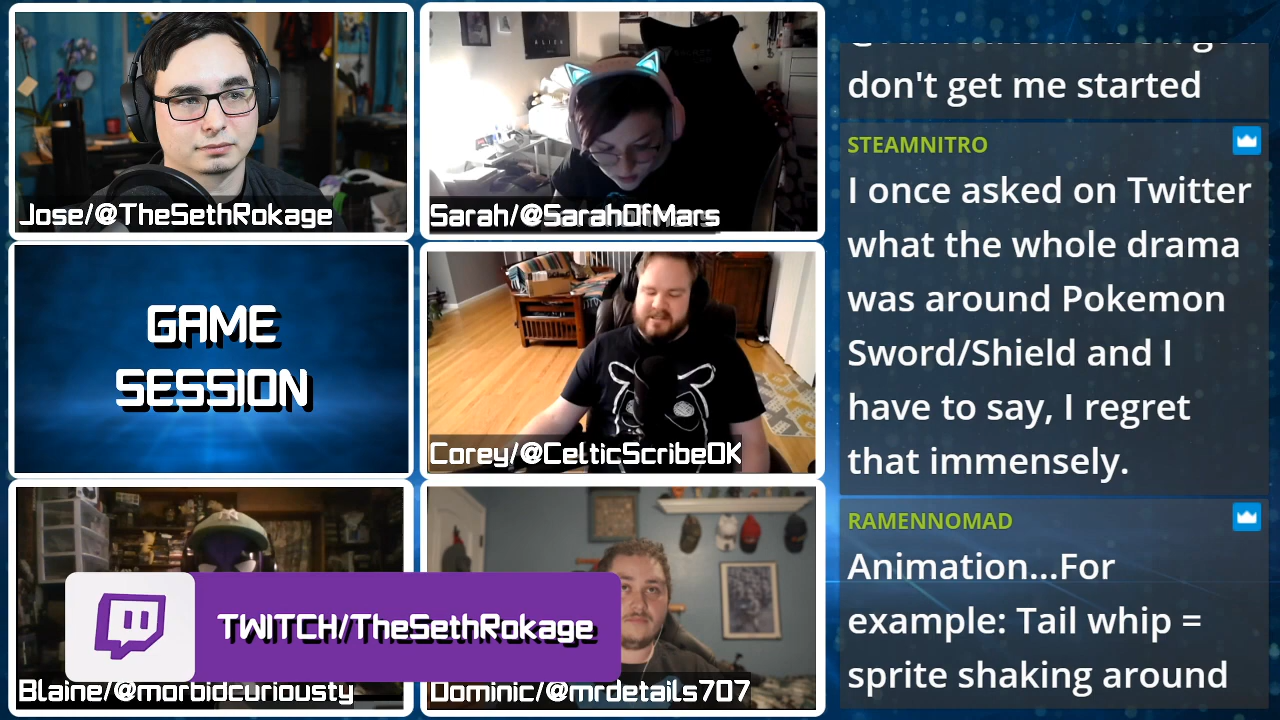 Jose/@TheSethRokage
Sarah/@SarahOfMars
GAME
SESSION
Corey/@CelticScribeOK
TWITCH/TheSethRokage
Blaine/@morbidcuriousty
Dominic/@mrdetails707
don't get me started
STEAMNITRO
I once asked on Twitter
what the whole drama
was around Pokemon
Sword/Shield and I
have to say, I regret
that immensely.
RAMENNOMAD
Animation...For
example: Tail whip =
sprite shaking around